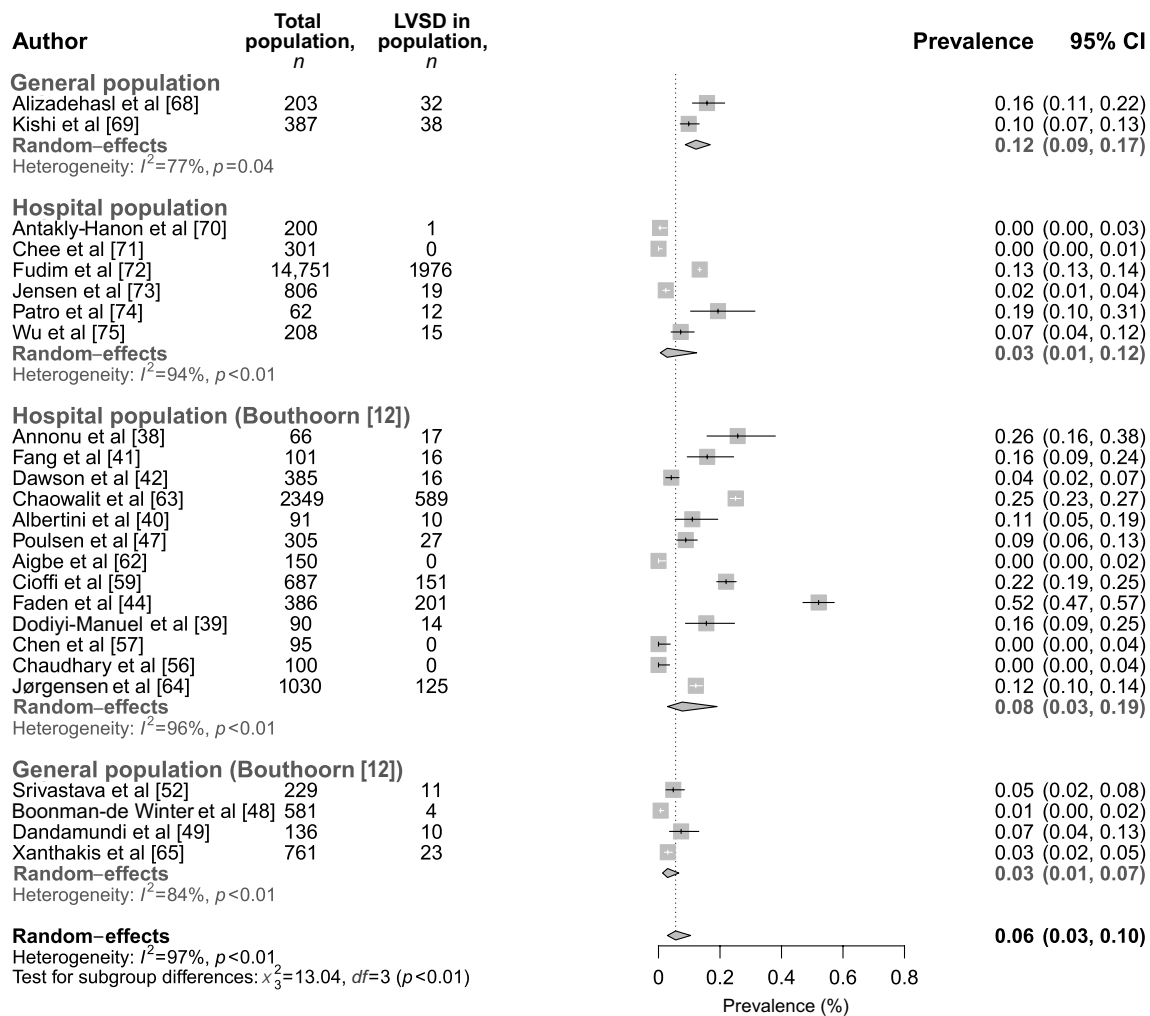 Author Total population, n LVSD in population, n Prevalence 95% CI
General population
Alizadehasl et al [68] 203 32 0.16 (0.11, 0.22)
Kishi et al [69] 387 38 0.10 (0.07, 0.13)
Random–effects 0.12 (0.09, 0.17)
Heterogeneity: I²=77%, p=0.04
Hospital population
Antakly-Hanon et al [70] 200 1 0.00 (0.00, 0.03)
Chee et al [71] 301 0 0.00 (0.00, 0.01)
Fudim et al [72] 14,751 1976 0.13 (0.13, 0.14)
Jensen et al [73] 806 19 0.02 (0.01, 0.04)
Patro et al [74] 62 12 0.19 (0.10, 0.31)
Wu et al [75] 208 15 0.07 (0.04, 0.12)
Random–effects 0.03 (0.01, 0.12)
Heterogeneity: I²=94%, p<0.01
Hospital population (Bouthoorn [12])
Annonu et al [38] 66 17 0.26 (0.16, 0.38)
Fang et al [41] 101 16 0.16 (0.09, 0.24)
Dawson et al [42] 385 16 0.04 (0.02, 0.07)
Chaowalit et al [63] 2349 589 0.25 (0.23, 0.27)
Albertini et al [40] 91 10 0.11 (0.05, 0.19)
Poulsen et al [47] 305 27 0.09 (0.06, 0.13)
Aigbe et al [62] 150 0 0.00 (0.00, 0.02)
Cioffi et al [59] 687 151 0.22 (0.19, 0.25)
Faden et al [44] 386 201 0.52 (0.47, 0.57)
Dodiyi-Manuel et al [39] 90 14 0.16 (0.09, 0.25)
Chen et al [57] 95 0 0.00 (0.00, 0.04)
Chaudhary et al [56] 100 0 0.00 (0.00, 0.04)
Jørgensen et al [64] 1030 125 0.12 (0.10, 0.14)
Random–effects 0.08 (0.03, 0.19)
Heterogeneity: I²=96%, p<0.01
General population (Bouthoorn [12])
Srivastava et al [52] 229 11 0.05 (0.02, 0.08)
Boonman-de Winter et al [48] 581 4 0.01 (0.00, 0.02)
Dandamundi et al [49] 136 10 0.07 (0.04, 0.13)
Xanthakis et al [65] 761 23 0.03 (0.02, 0.05)
Random–effects 0.03 (0.01, 0.07)
Heterogeneity: I²=84%, p<0.01
Random–effects 0.06 (0.03, 0.10)
Heterogeneity: I²=97%, p<0.01
Test for subgroup differences: x²₃=13.04, df=3 (p<0.01)
0 0.2 0.4 0.6 0.8
Prevalence (%)